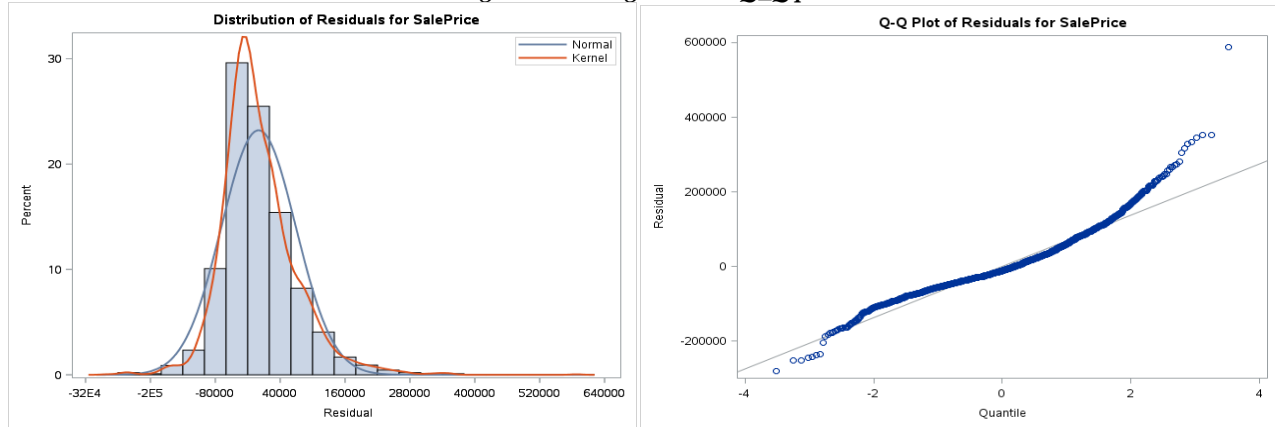 Distribution of Residuals for SalePrice
Normal
Kernel
30
20
10
0
Percent
-32E4 -2E5 -80000 40000 160000 280000 400000 520000 640000
Residual
Q-Q Plot of Residuals for SalePrice
600000
400000
200000
0
-200000
Residual
-4 -2 0 2 4
Quantile